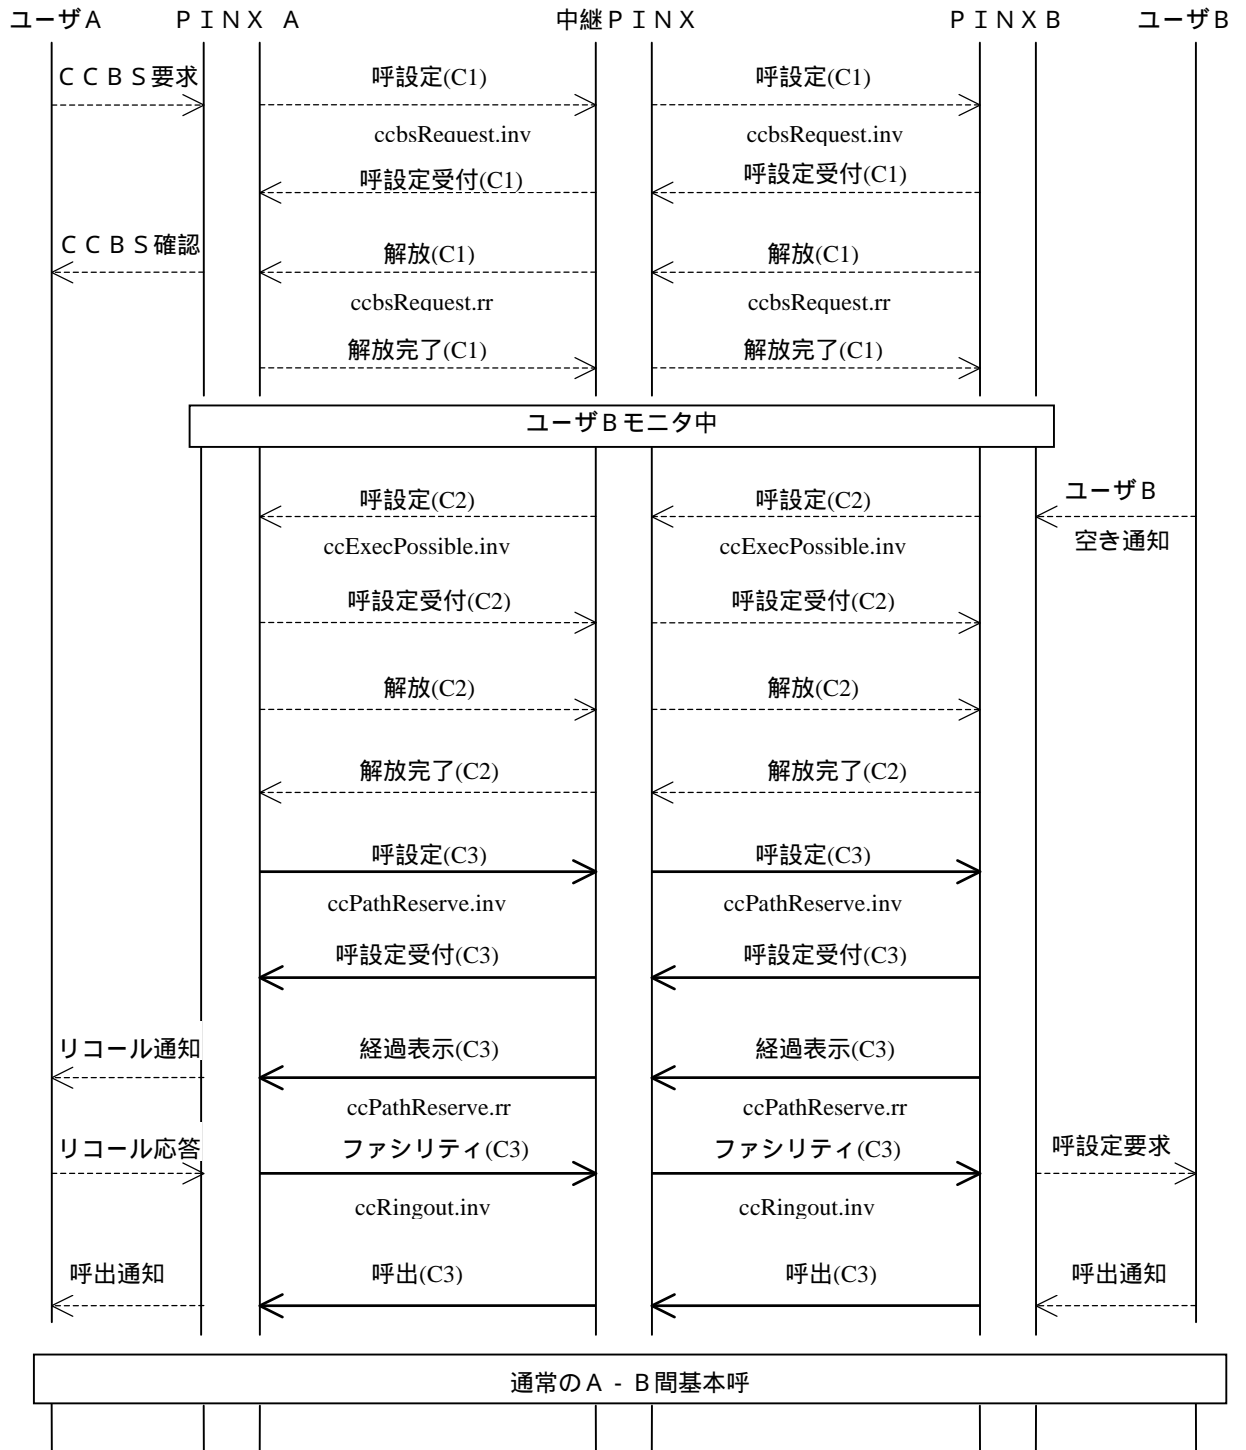 ユーザA ＰＩＮＸ A 中継ＰＩＮＸ ＰＩＮＸＢ ユーザB
ＣＣＢＳ要求 呼設定(C1) 呼設定(C1)
ccbsRequest.inv ccbsRequest.inv
呼設定受付(C1) 呼設定受付(C1)
ＣＣＢＳ確認 解放(C1) 解放(C1)
ccbsRequest.rr ccbsRequest.rr
解放完了(C1) 解放完了(C1)
ユーザBモニタ中
呼設定(C2) 呼設定(C2) ユーザB
ccExecPossible.inv ccExecPossible.inv 空き通知
呼設定受付(C2) 呼設定受付(C2)
解放(C2) 解放(C2)
解放完了(C2) 解放完了(C2)
呼設定(C3) 呼設定(C3)
ccPathReserve.inv ccPathReserve.inv
呼設定受付(C3) 呼設定受付(C3)
リコール通知 経過表示(C3) 経過表示(C3)
ccPathReserve.rr ccPathReserve.rr
リコール応答 ファシリティ(C3) ファシリティ(C3) 呼設定要求
ccRingout.inv ccRingout.inv
呼出通知 呼出(C3) 呼出(C3) 呼出通知
通常のA - B間基本呼